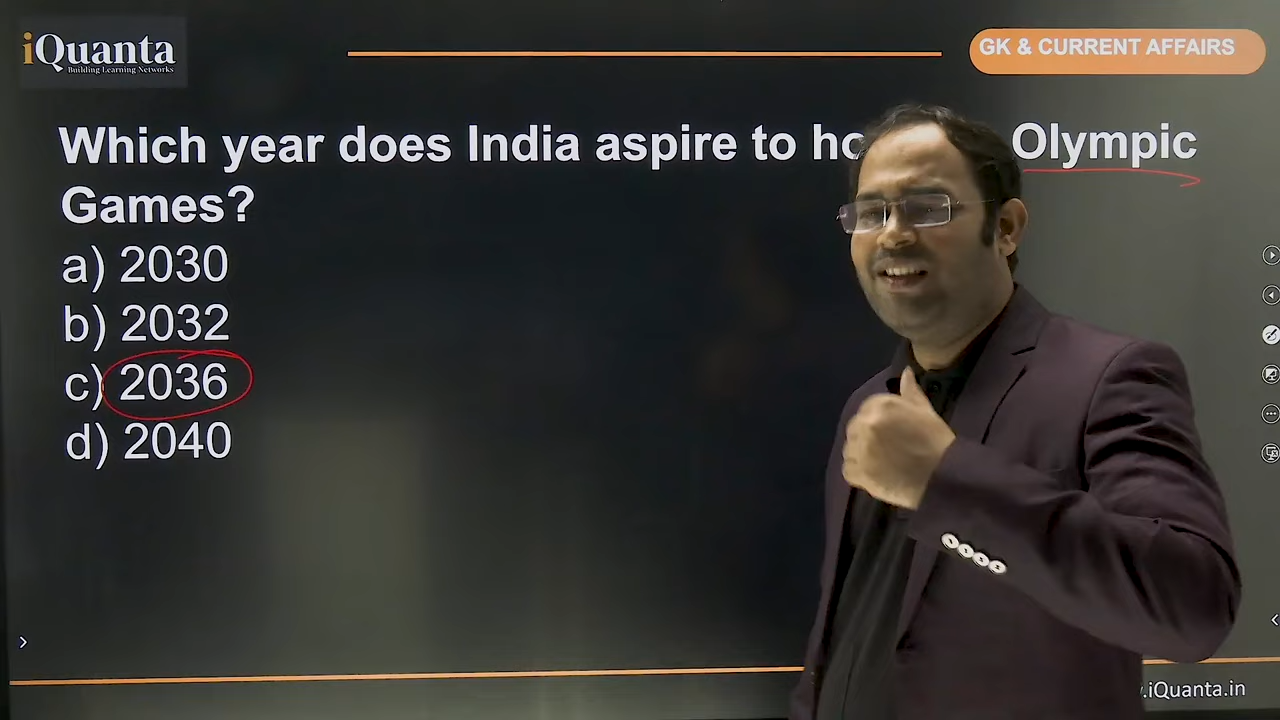 iQuanta
Building Learning Networks
GK & CURRENT AFFAIRS
Which year does India aspire to ho Olympic
Games?
a) 2030
b) 2032
c) 2036
d) 2040
.iQuanta.in